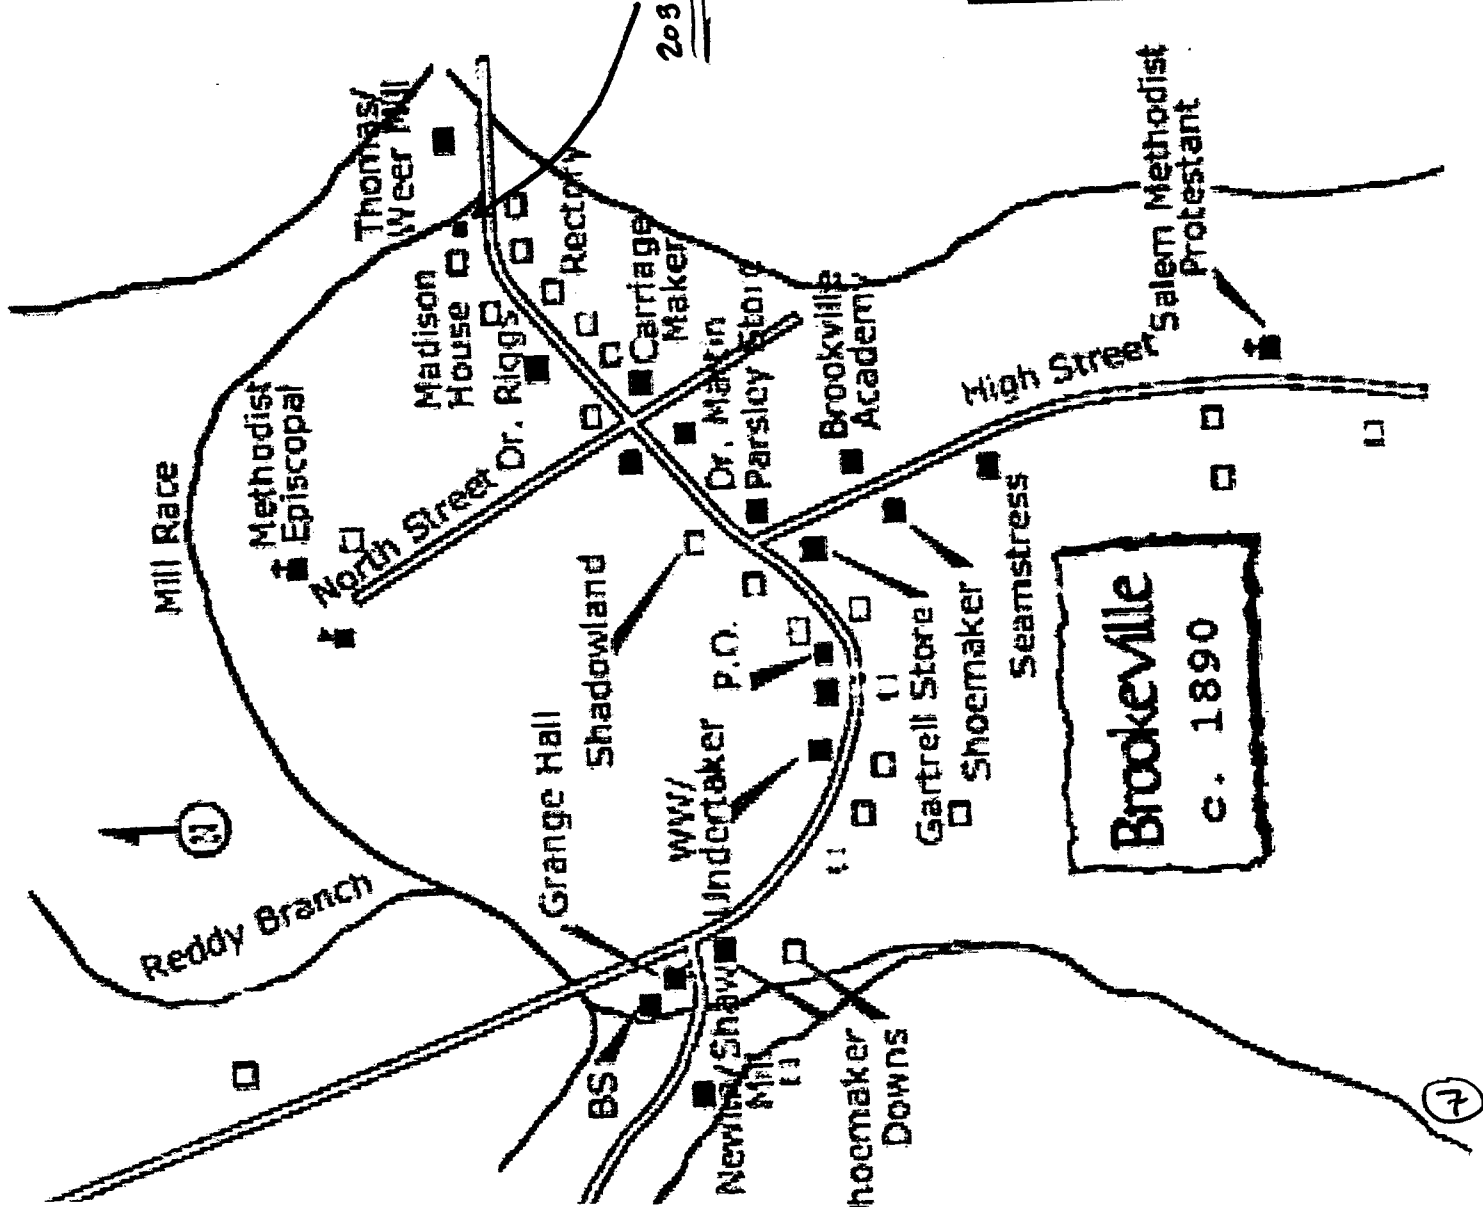 203
Thomas/
Weer Mill
Rectory
Madison
House
Dr. Riggs
Carriage
Maker
Dr. Martin
Parsley Store
Brookville
Academy
High Street
Salem Methodist
Protestant
Methodist
Episcopal
Mill Race
North Street
Shadowland
P.O.
Gartrell Store
Shoemaker
Seamstress
Grange Hall
WW/
Undertaker
N
Reddy Branch
BS
Newlin/Shaw
Mill
hoemaker
Downs
Brookeville
c. 1890
7